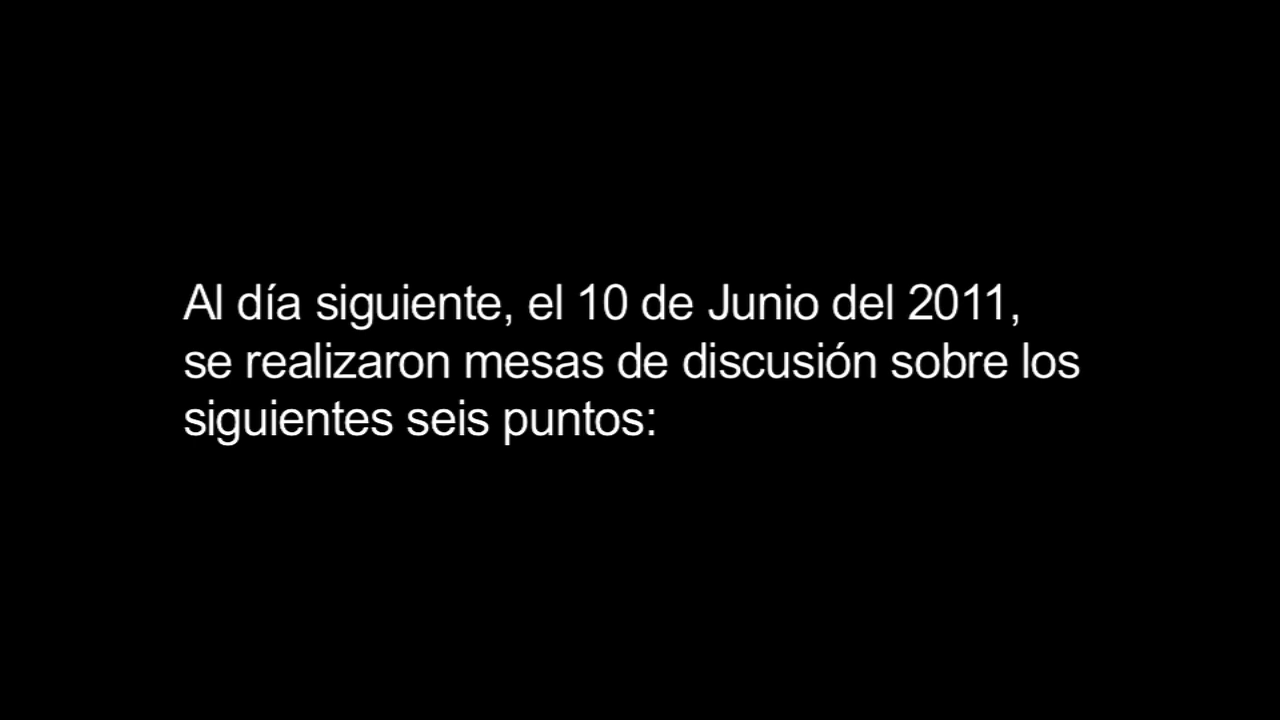 Al día siguiente, el 10 de Junio del 2011,
se realizaron mesas de discusión sobre los
siguientes seis puntos: